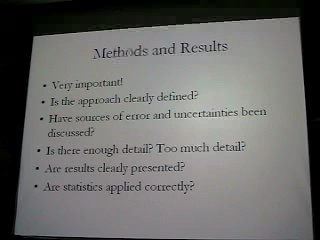 Methods and Results
• Very important!
• Is the approach clearly defined?
• Have sources of error and uncertainties been
discussed?
• Is there enough detail? Too much detail?
• Are results clearly presented?
• Are statistics applied correctly?